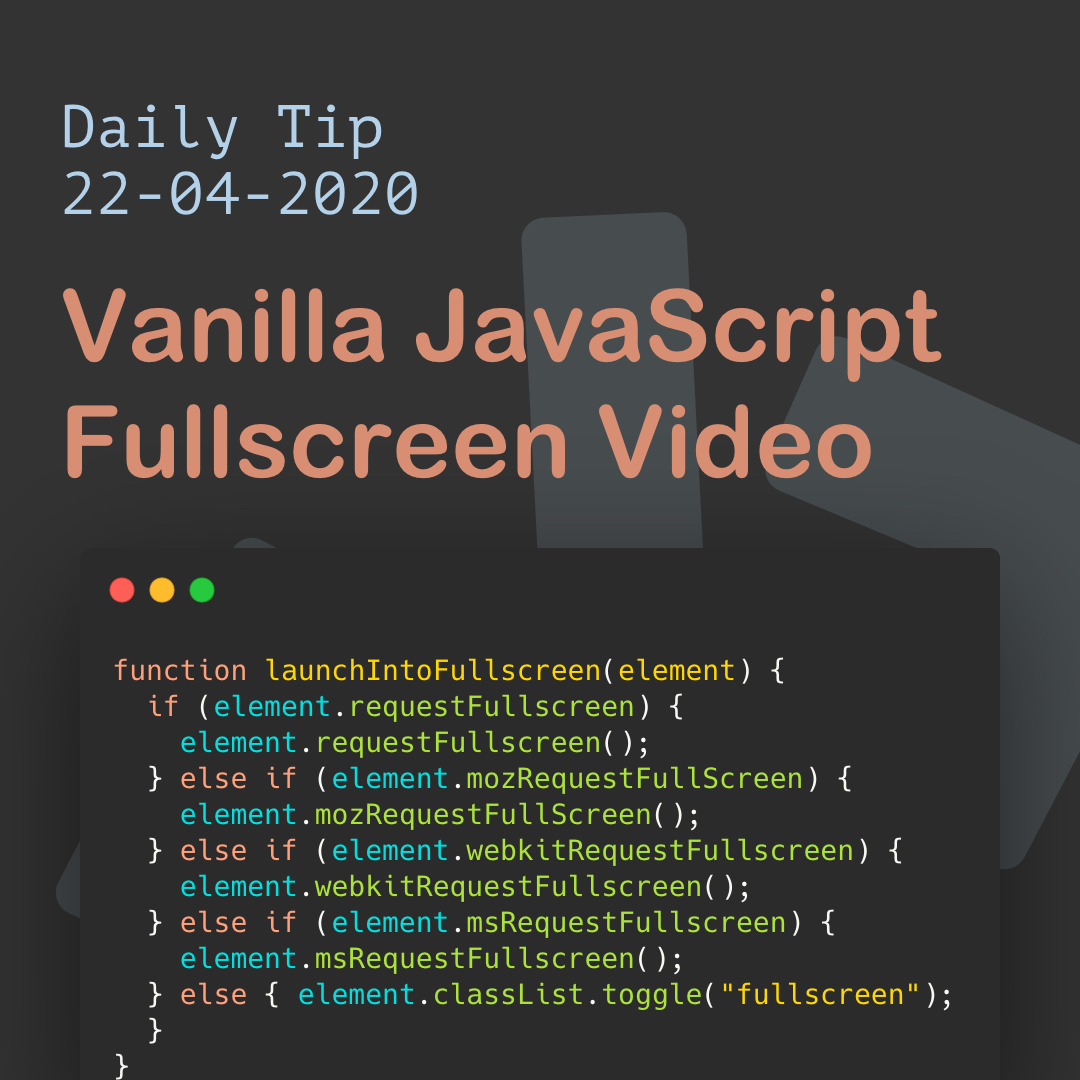 Daily Tip
22-04-2020
Vanilla JavaScript
Fullscreen Video
function launchIntoFullscreen(element) {
  if (element.requestFullscreen) {
    element.requestFullscreen();
  } else if (element.mozRequestFullScreen) {
    element.mozRequestFullScreen();
  } else if (element.webkitRequestFullscreen) {
    element.webkitRequestFullscreen();
  } else if (element.msRequestFullscreen) {
    element.msRequestFullscreen();
  } else { element.classList.toggle("fullscreen");
  }
}